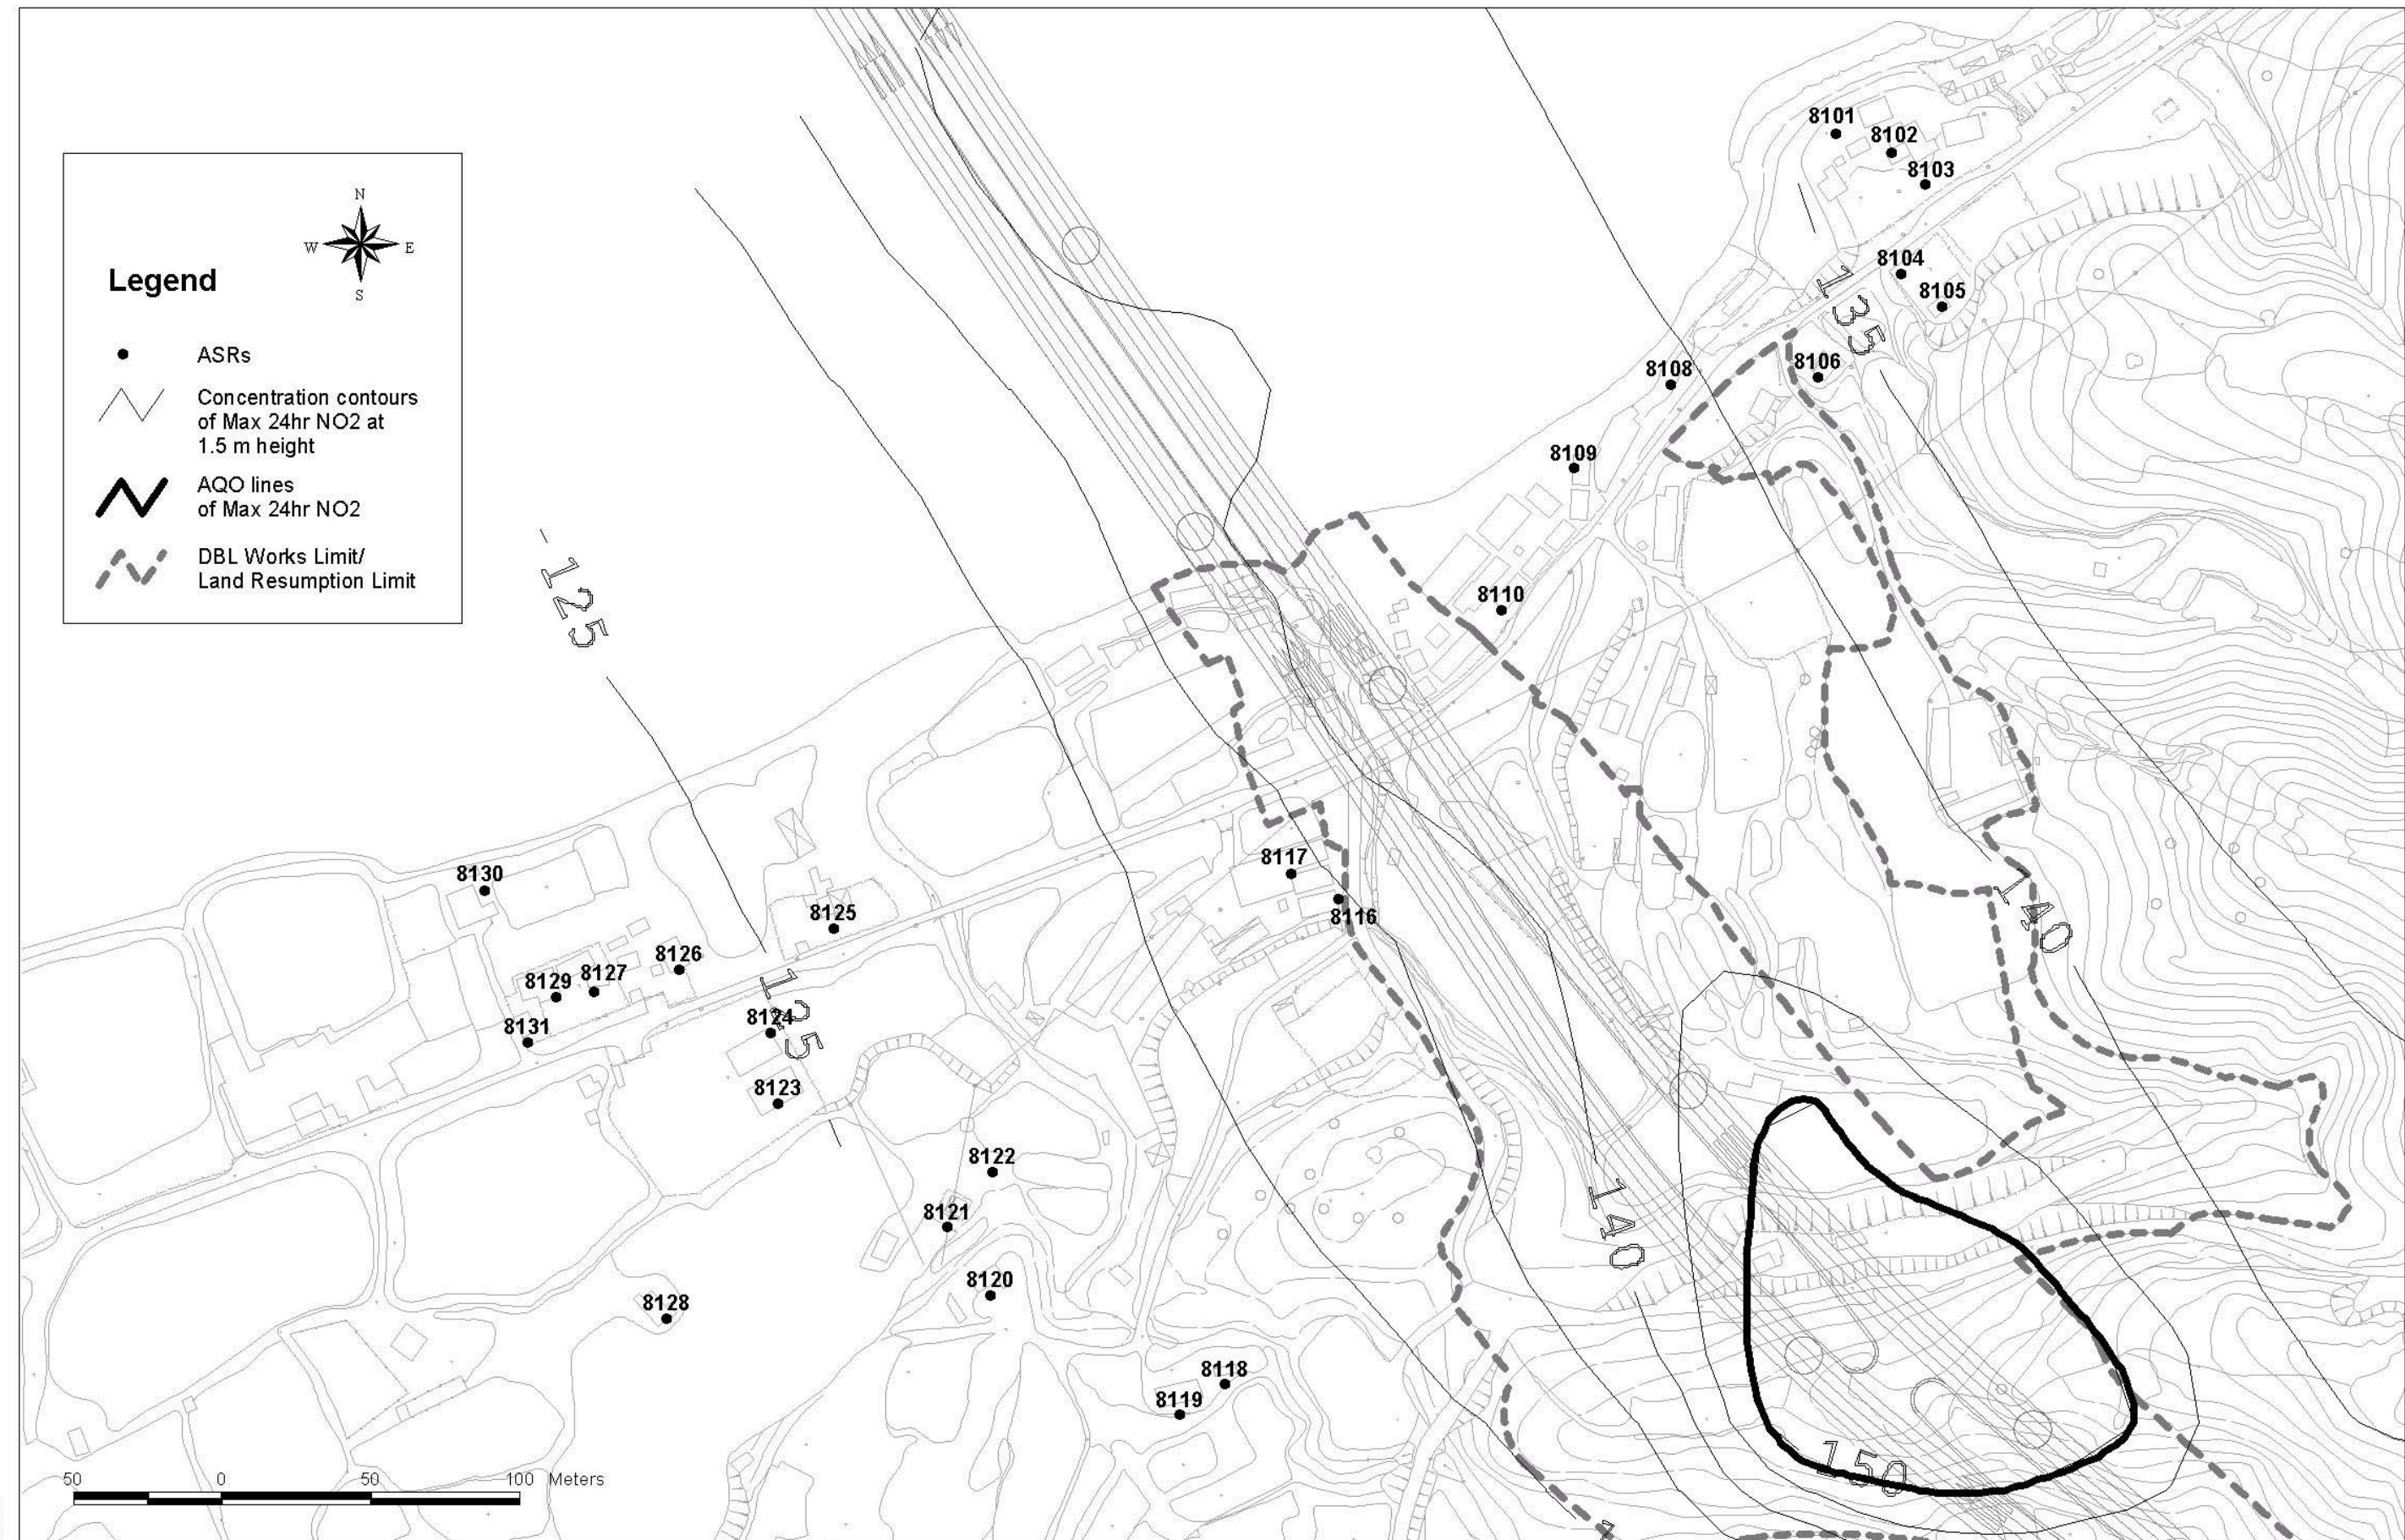 N
W E
S
Legend
ASRs
Concentration contours
of Max 24hr NO2 at
1.5 m height
AQO lines
of Max 24hr NO2
DBL Works Limit/
Land Resumption Limit
8101
8102
8103
8104
8105
135
8106
8108
8109
125
8110
8117
8130
140
8116
8125
8126
8127
8129
125
8124
8131
8123
8122
140
8121
8120
8128
8118
8119
150
50 0 50 100 Meters